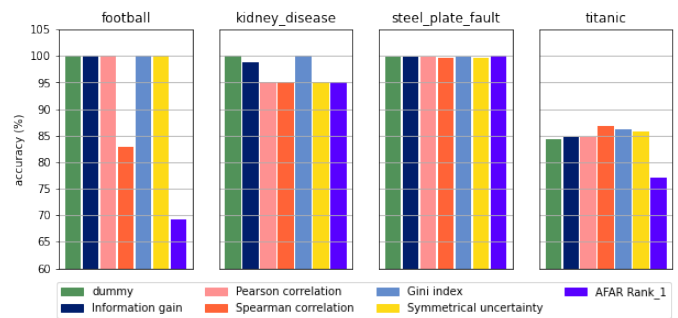 football
kidney_disease
steel_plate_fault
titanic
105
100
95
90
85
80
75
70
65
60
accuracy (%)
dummy
Pearson correlation
Gini index
AFAR Rank_1
Information gain
Spearman correlation
Symmetrical uncertainty